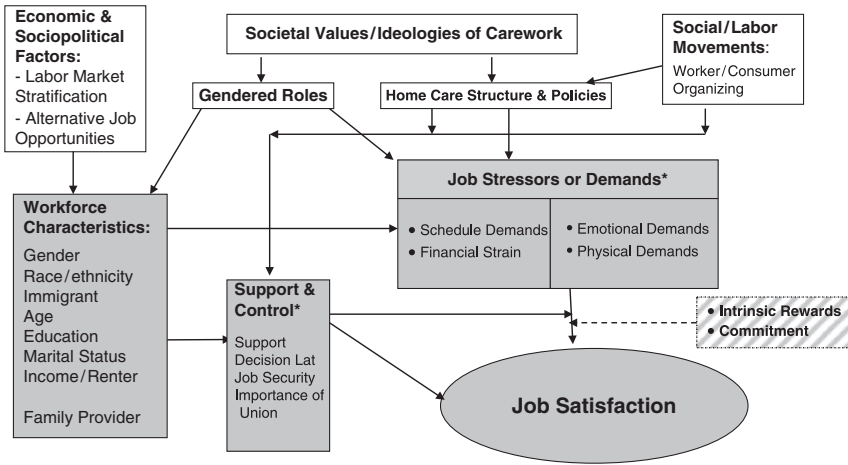 Economic &
Sociopolitical
Factors:
- Labor Market
Stratification
- Alternative Job
Opportunities
Societal Values/Ideologies of Carework
Social/Labor
Movements:
Worker/Consumer
Organizing
Gendered Roles
Home Care Structure & Policies
Job Stressors or Demands*
• Schedule Demands
• Financial Strain
• Emotional Demands
• Physical Demands
Workforce
Characteristics:
Gender
Race/ethnicity
Immigrant
Age
Education
Marital Status
Income/Renter
Family Provider
Support &
Control*
Support
Decision Lat
Job Security
Importance of
Union
• Intrinsic Rewards
• Commitment
Job Satisfaction